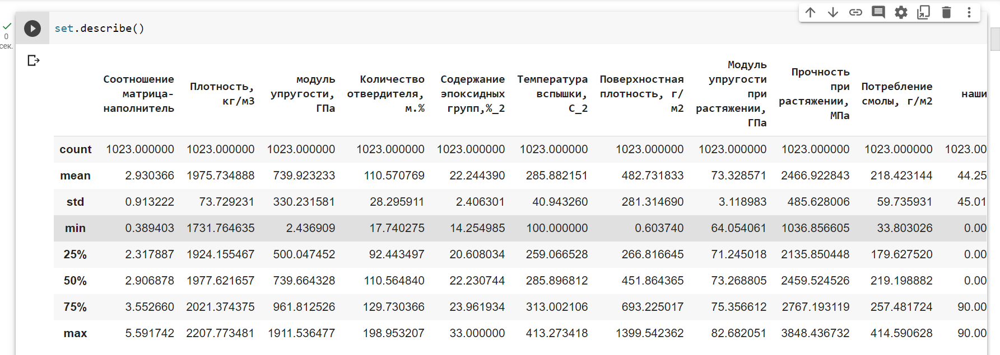 set.describe()
0
сек.
Соотношение матрица-наполнитель Плотность, кг/м3 модуль упругости, ГПа Количество отвердителя, м.% Содержание эпоксидных групп,%_2 Температура вспышки, С_2 Поверхностная плотность, г/м2 Модуль упругости при растяжении, ГПа Прочность при растяжении, МПа Потребление смолы, г/м2 наши
count 1023.000000 1023.000000 1023.000000 1023.000000 1023.000000 1023.000000 1023.000000 1023.000000 1023.000000 1023.000000 1023.00
mean 2.930366 1975.734888 739.923233 110.570769 22.244390 285.882151 482.731833 73.328571 2466.922843 218.423144 44.25
std 0.913222 73.729231 330.231581 28.295911 2.406301 40.943260 281.314690 3.118983 485.628006 59.735931 45.01
min 0.389403 1731.764635 2.436909 17.740275 14.254985 100.000000 0.603740 64.054061 1036.856605 33.803026 0.00
25% 2.317887 1924.155467 500.047452 92.443497 20.608034 259.066528 266.816645 71.245018 2135.850448 179.627520 0.00
50% 2.906878 1977.621657 739.664328 110.564840 22.230744 285.896812 451.864365 73.268805 2459.524526 219.198882 0.00
75% 3.552660 2021.374375 961.812526 129.730366 23.961934 313.002106 693.225017 75.356612 2767.193119 257.481724 90.00
max 5.591742 2207.773481 1911.536477 198.953207 33.000000 413.273418 1399.542362 82.682051 3848.436732 414.590628 90.00